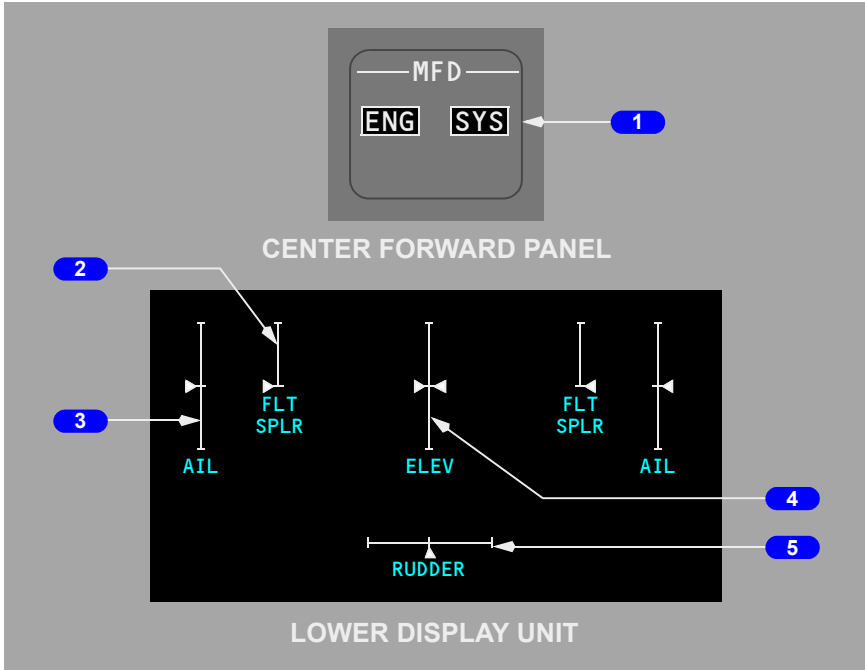 MFD
ENG SYS
1
CENTER FORWARD PANEL
2
FLT FLT
SPLR SPLR
3
AIL ELEV AIL
4
5
RUDDER
LOWER DISPLAY UNIT